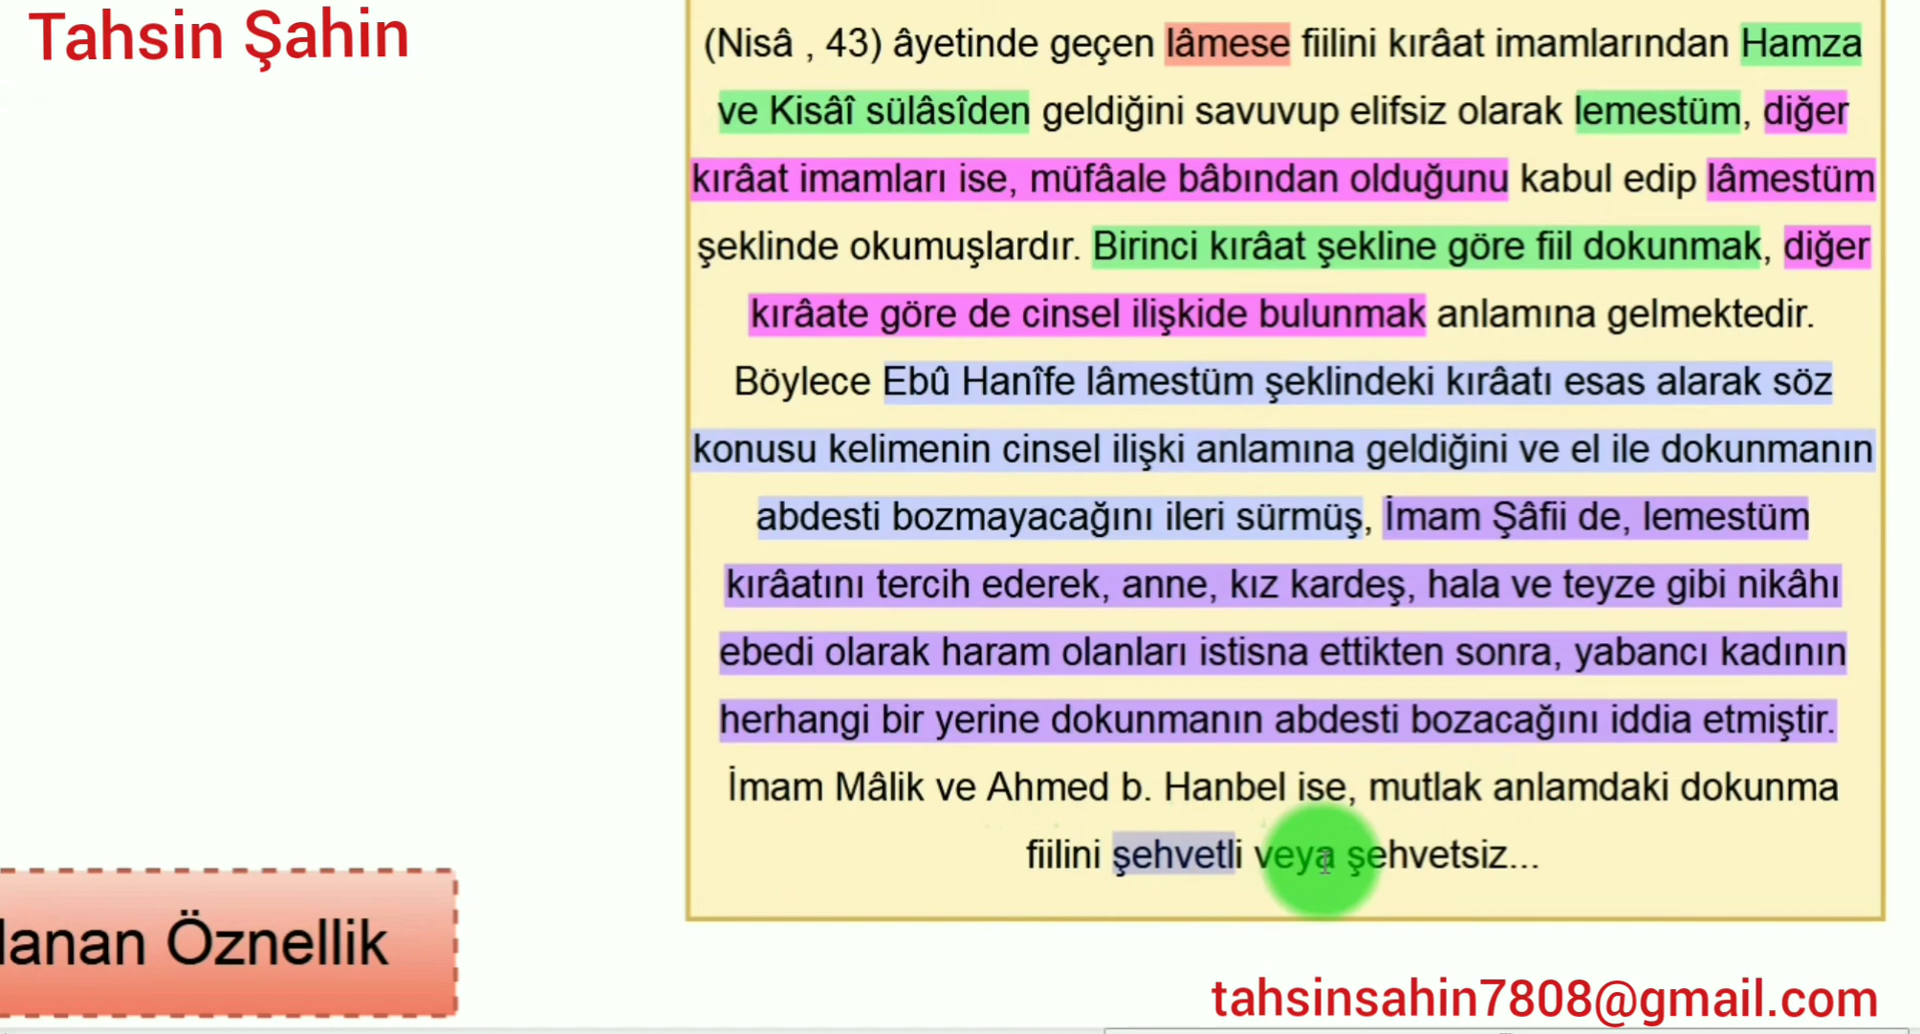 Tahsin Şahin
(Nisâ , 43) âyetinde geçen lâmese fiilini kırâat imamlarından Hamza
ve Kisâî sülâsîden geldiğini savuvup elifsiz olarak lemestüm, diğer
kırâat imamları ise, müfâale bâbından olduğunu kabul edip lâmestüm
şeklinde okumuşlardır. Birinci kırâat şekline göre fiil dokunmak, diğer
kırâate göre de cinsel ilişkide bulunmak anlamına gelmektedir.
Böylece Ebû Hanîfe lâmestüm şeklindeki kırâatı esas alarak söz
konusu kelimenin cinsel ilişki anlamına geldiğini ve el ile dokunmanın
abdesti bozmayacağını ileri sürmüş, İmam Şâfii de, lemestüm
kırâatını tercih ederek, anne, kız kardeş, hala ve teyze gibi nikâhı
ebedi olarak haram olanları istisna ettikten sonra, yabancı kadının
herhangi bir yerine dokunmanın abdesti bozacağını iddia etmiştir.
İmam Mâlik ve Ahmed b. Hanbel ise, mutlak anlamdaki dokunma
fiilini şehvetli veya şehvetsiz...
lanan Öznellik
tahsinsahin7808@gmail.com